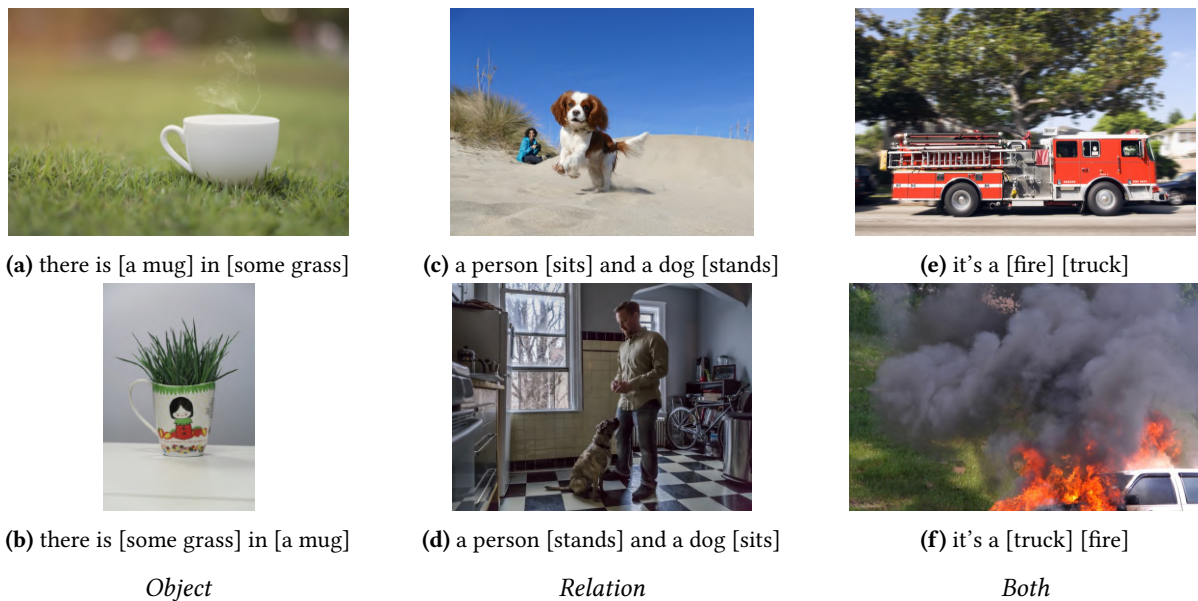 (a) there is [a mug] in [some grass]
(c) a person [sits] and a dog [stands]
(e) it's a [fire] [truck]
(b) there is [some grass] in [a mug]
(d) a person [stands] and a dog [sits]
(f) it's a [truck] [fire]
Object
Relation
Both